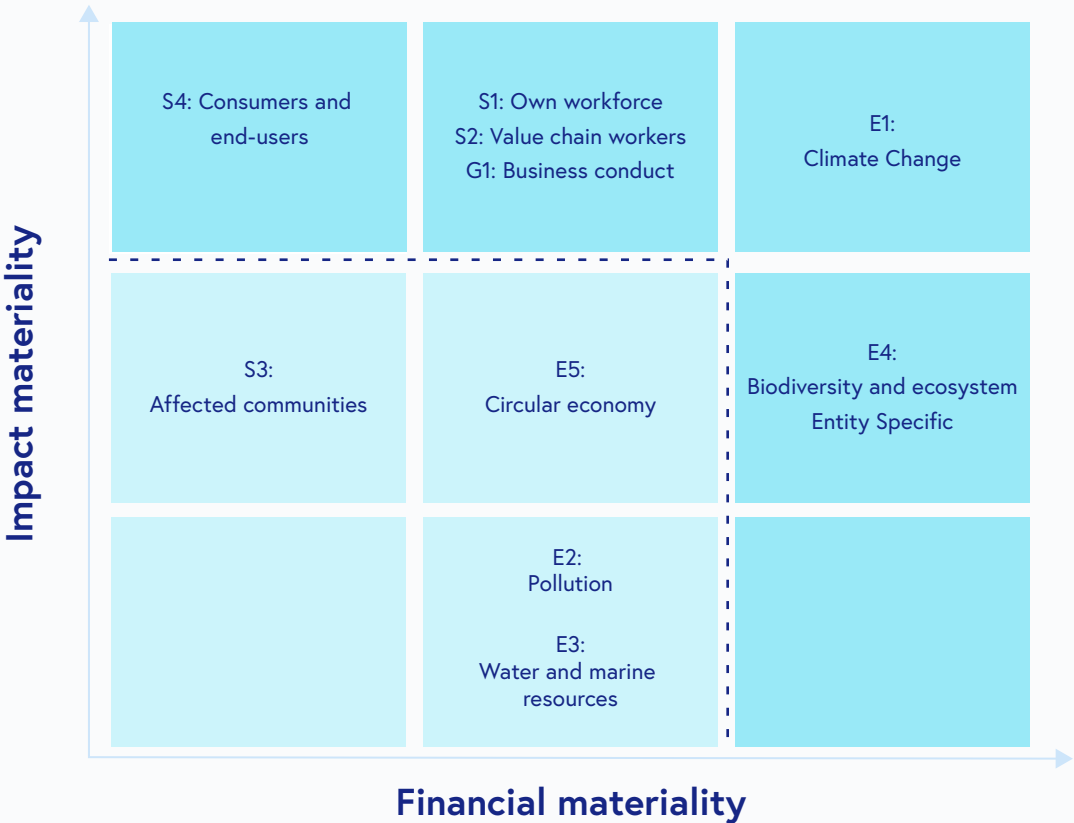 S4: Consumers and
end-users
S1: Own workforce
S2: Value chain workers
G1: Business conduct
E1:
Climate Change
S3:
Affected communities
E5:
Circular economy
E4:
Biodiversity and ecosystem
Entity Specific
E2:
Pollution
E3:
Water and marine
resources
Impact materiality
Financial materiality